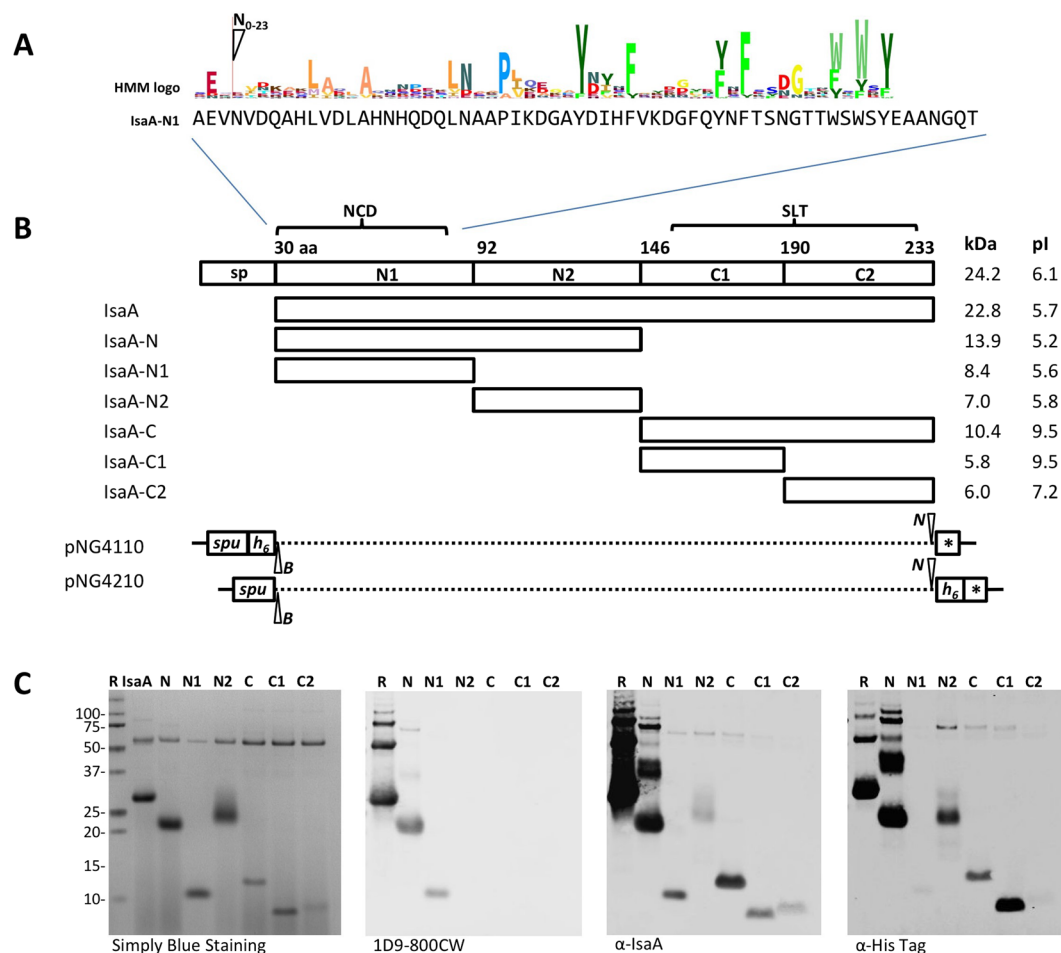 A
N0-23
HMM logo
IsaA-N1 AEVNVDQAHLVDLAHNHQDQLNAAPIKDGAYDIHFVKDGFQYNFTSNGTTWSWSYEAANGQT
B
NCD SLT
30 aa 92 146 190 233 kDa pI
sp N1 N2 C1 C2 24.2 6.1
IsaA 22.8 5.7
IsaA-N 13.9 5.2
IsaA-N1 8.4 5.6
IsaA-N2 7.0 5.8
IsaA-C 10.4 9.5
IsaA-C1 5.8 9.5
IsaA-C2 6.0 7.2
pNG4110 spu h6 B N *
pNG4210 spu B N h6 *
C
R IsaA N N1 N2 C C1 C2
100-
75-
50-
37-
25-
20-
15-
10-
Simply Blue Staining
R N N1 N2 C C1 C2
1D9-800CW
R N N1 N2 C C1 C2
α-IsaA
R N N1 N2 C C1 C2
α-His Tag